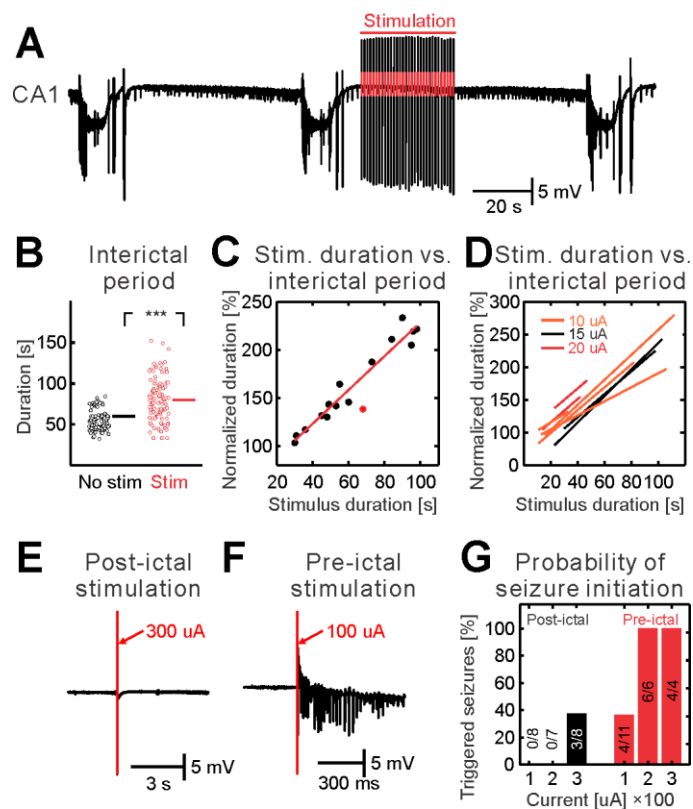 A
Stimulation
CA1
5 mV
20 s
B
Interictal
period
Duration [s]
150
100
50
***
No stim
Stim
C
Stim. duration vs.
interictal period
Normalized duration [%]
250
200
150
100
20
40
60
80
100
Stimulus duration [s]
D
Stim. duration vs.
interictal period
Normalized duration [%]
300
250
200
150
100
50
0
10 uA
15 uA
20 uA
0
20
40
60
80
100
Stimulus duration [s]
E
Post-ictal
stimulation
300 uA
5 mV
3 s
F
Pre-ictal
stimulation
100 uA
5 mV
300 ms
G
Probability of
seizure initiation
Triggered seizures [%]
100
80
60
40
20
0
Post-ictal
Pre-ictal
0/8
0/7
3/8
4/11
6/6
4/4
1
2
3
1
2
3
Current [uA] ×100